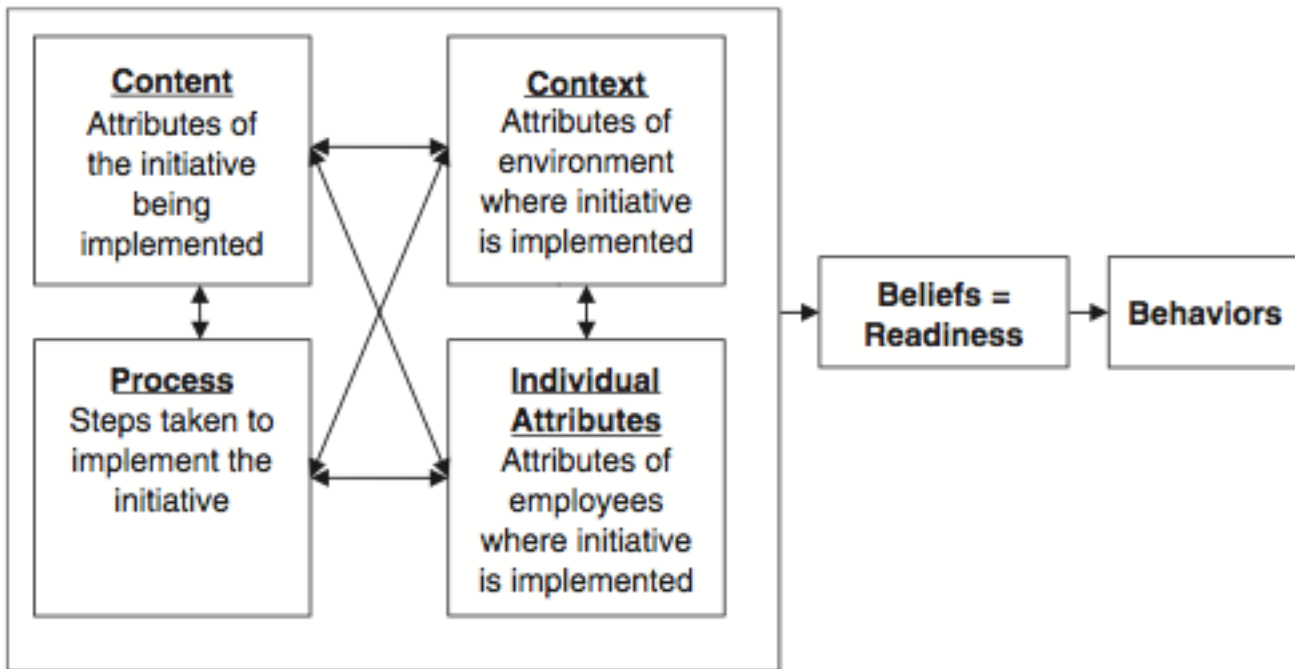 Content
Attributes of
the initiative
being
implemented
Context
Attributes of
environment
where initiative
is implemented
Process
Steps taken to
implement the
initiative
Individual
Attributes
Attributes of
employees
where initiative
is implemented
Beliefs =
Readiness
Behaviors